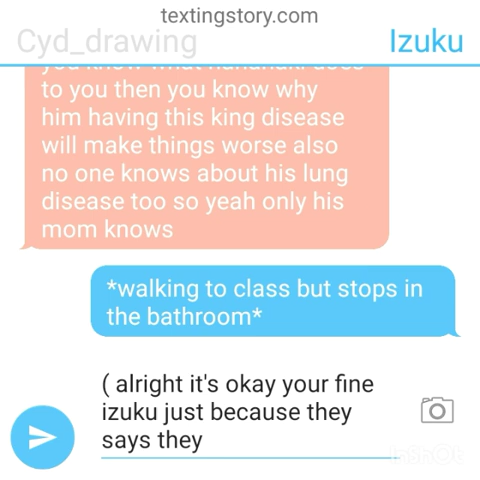 textingstory.com
Cyd_drawing
Izuku
to you then you know why
him having this king disease
will make things worse also
no one knows about his lung
disease too so yeah only his
mom knows
*walking to class but stops in
the bathroom*
( alright it's okay your fine
izuku just because they
says they
InShOt